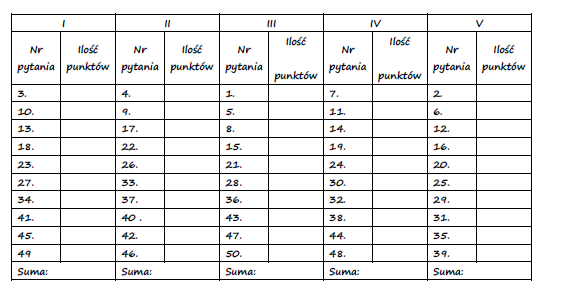 I II III IV V
Nr pytania Ilość punktów Nr pytania Ilość punktów Nr pytania Ilość punktów Nr pytania Ilość punktów Nr pytania Ilość punktów
3. 4. 1. 7. 2.
10. 9. 5. 11. 6.
13. 17. 8. 14. 12.
18. 22. 15. 19. 16.
23. 26. 21. 24. 20.
27. 33. 28. 30. 25.
34. 37. 36. 32. 29.
41. 40 . 43. 38. 31.
45. 42. 47. 44. 35.
49 46. 50. 48. 39.
Suma: Suma: Suma: Suma: Suma: